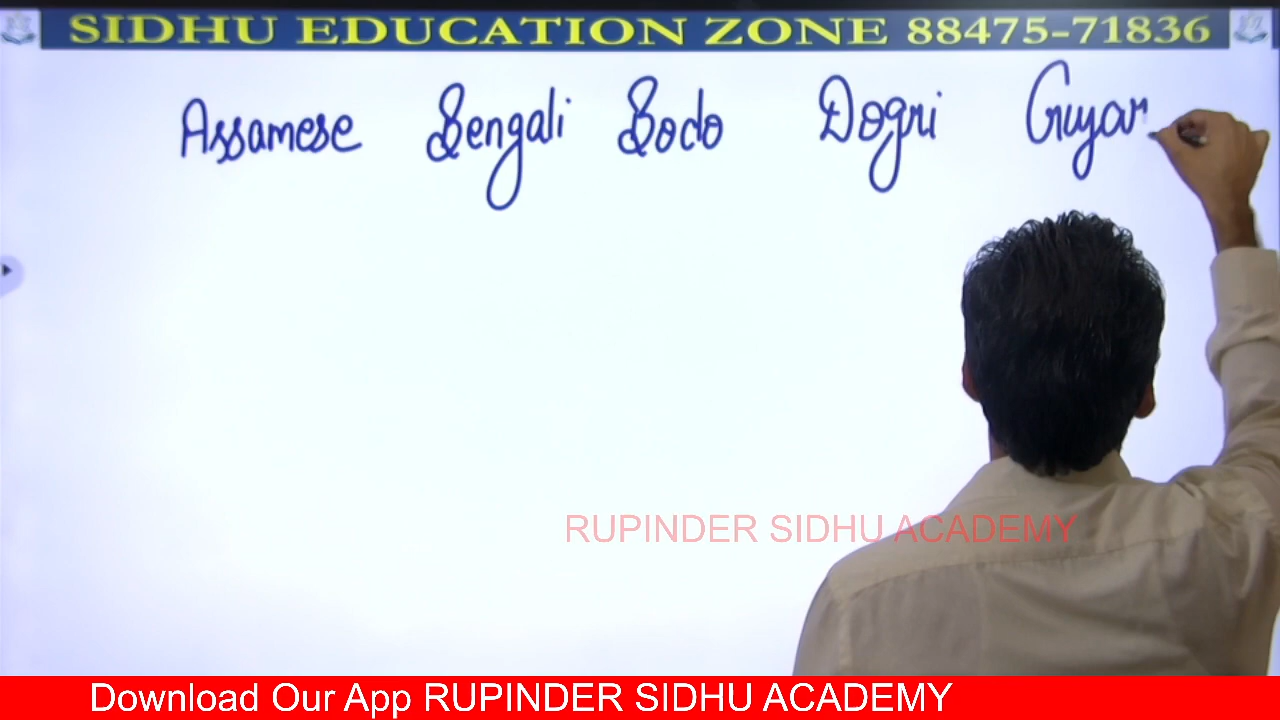 SIDHU EDUCATION ZONE 88475-71836
Assamese Bengali Bodo Dogri Gujar
RUPINDER SIDHU ACADEMY
Download Our App RUPINDER SIDHU ACADEMY